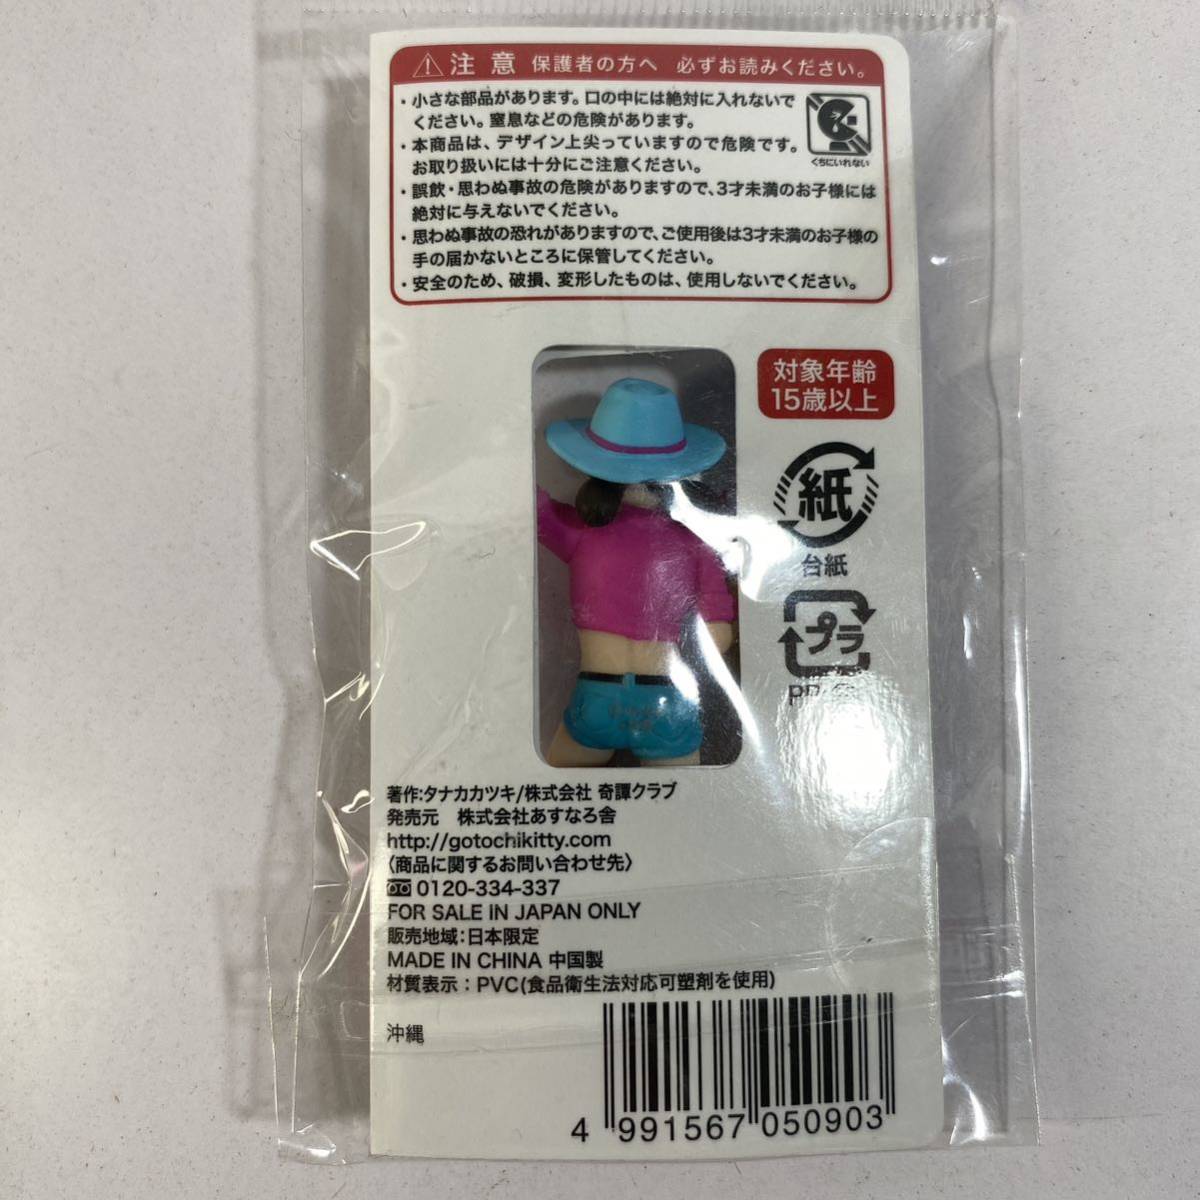 注意 保護者の方へ 必ずお読みください。
・小さな部品があります。口の中には絶対に入れないで
ください。窒息などの危険があります。
・本商品は、デザイン上尖っていますので危険です。
お取り扱いには十分にご注意ください。
くちにいれない
・誤飲・思わぬ事故の危険がありますので、3才未満のお子様には
絶対に与えないでください。
・思わぬ事故の恐れがありますので、ご使用後は3才未満のお子様の
手の届かないところに保管してください。
・安全のため、破損、変形したものは、使用しないでください。
対象年齢
15歳以上
紙
台紙
プラ
著作:タナカカツキ/株式会社 奇譚クラブ
発売元 株式会社あすなろ舎
http://gotochikitty.com
〈商品に関するお問い合わせ先〉
0120-334-337
FOR SALE IN JAPAN ONLY
販売地域:日本限定
MADE IN CHINA 中国製
材質表示：PVC(食品衛生法対応可塑剤を使用)
沖縄
4 991567 050903